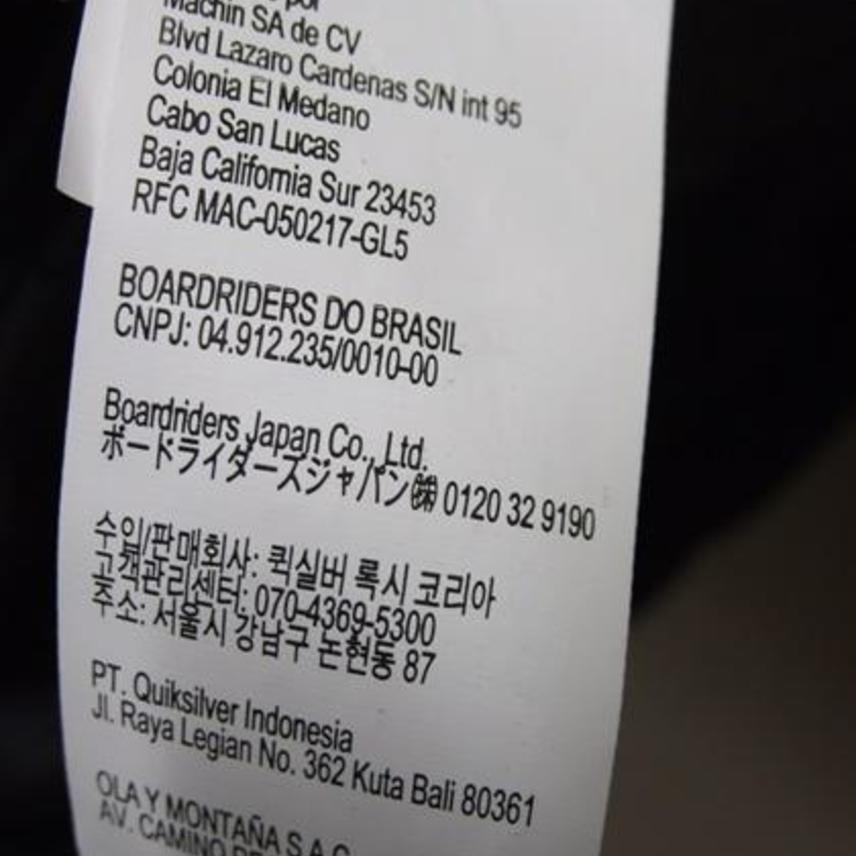 por
Machin SA de CV
Blvd Lazaro Cardenas S/N int 95
Colonia El Medano
Cabo San Lucas
Baja California Sur 23453
RFC MAC-050217-GL5
BOARDRIDERS DO BRASIL
CNPJ: 04.912.235/0010-00
Boardriders Japan Co., Ltd.
ボードライダーズジャパン㈱ 0120 32 9190
수입/판매회사: 퀵실버 록시 코리아
고객관리센터: 070-4369-5300
주소: 서울시 강남구 논현동 87
PT. Quiksilver Indonesia
Jl. Raya Legian No. 362 Kuta Bali 80361
OLA Y MONTAÑA S.A.C.
AV. CAMINO